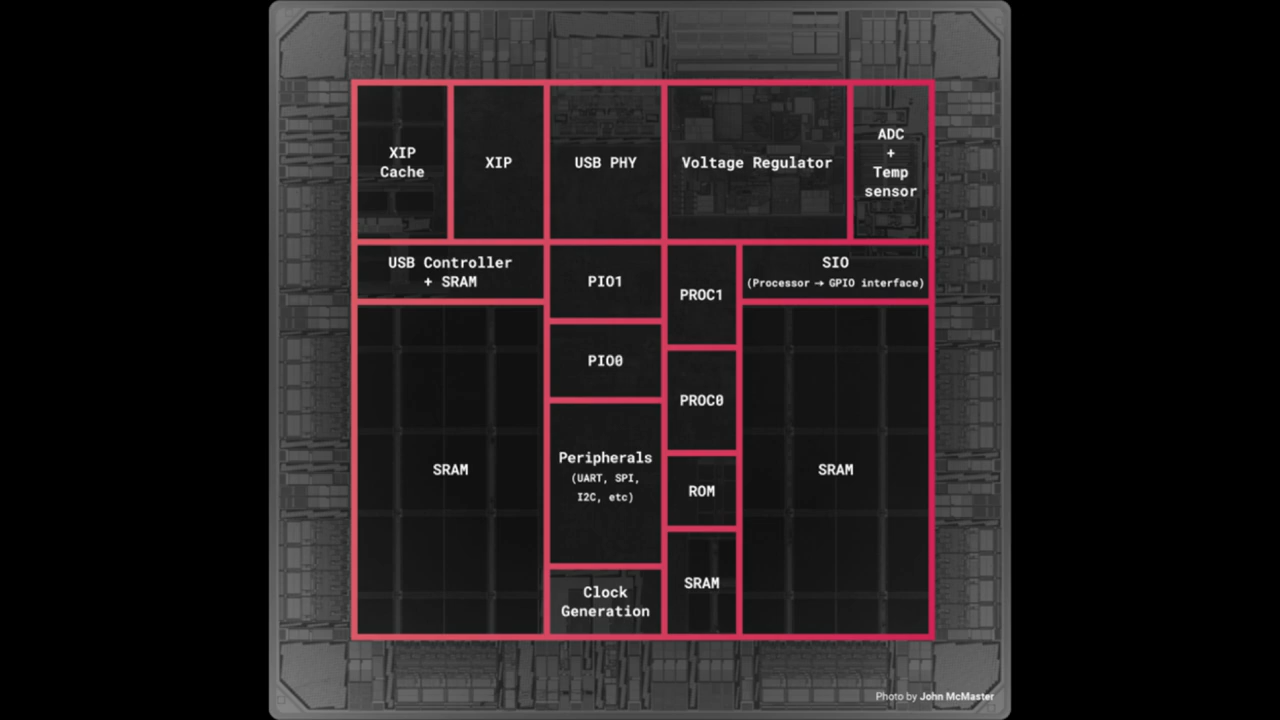 XIP
Cache
XIP
USB PHY
Voltage Regulator
ADC
+
Temp
sensor
USB Controller
+ SRAM
PIO1
PROC1
SIO
(Processor → GPIO interface)
PIO0
PROC0
SRAM
Peripherals
(UART, SPI,
I2C, etc)
ROM
SRAM
Clock
Generation
SRAM
Photo by John McMaster